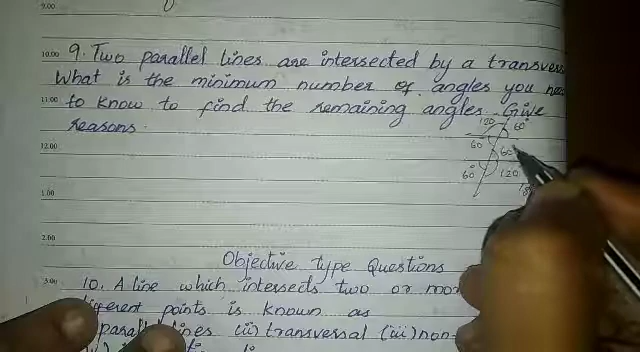 9.00
10.00 9. Two parallel lines are intersected by a
What is the minimum number of angles you
11.00 to know to find the remaining angles. Give
reasons.
120 60°
60
12.00 60
60 120
1.00
2.00
Objective type Questions
3.00 10. A line which intersects two or
different points is known as
parallel lines (ii) transversal (iii) non-